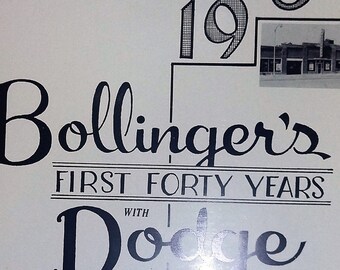 19
Bollinger's
FIRST FORTY YEARS
WITH
Dodge